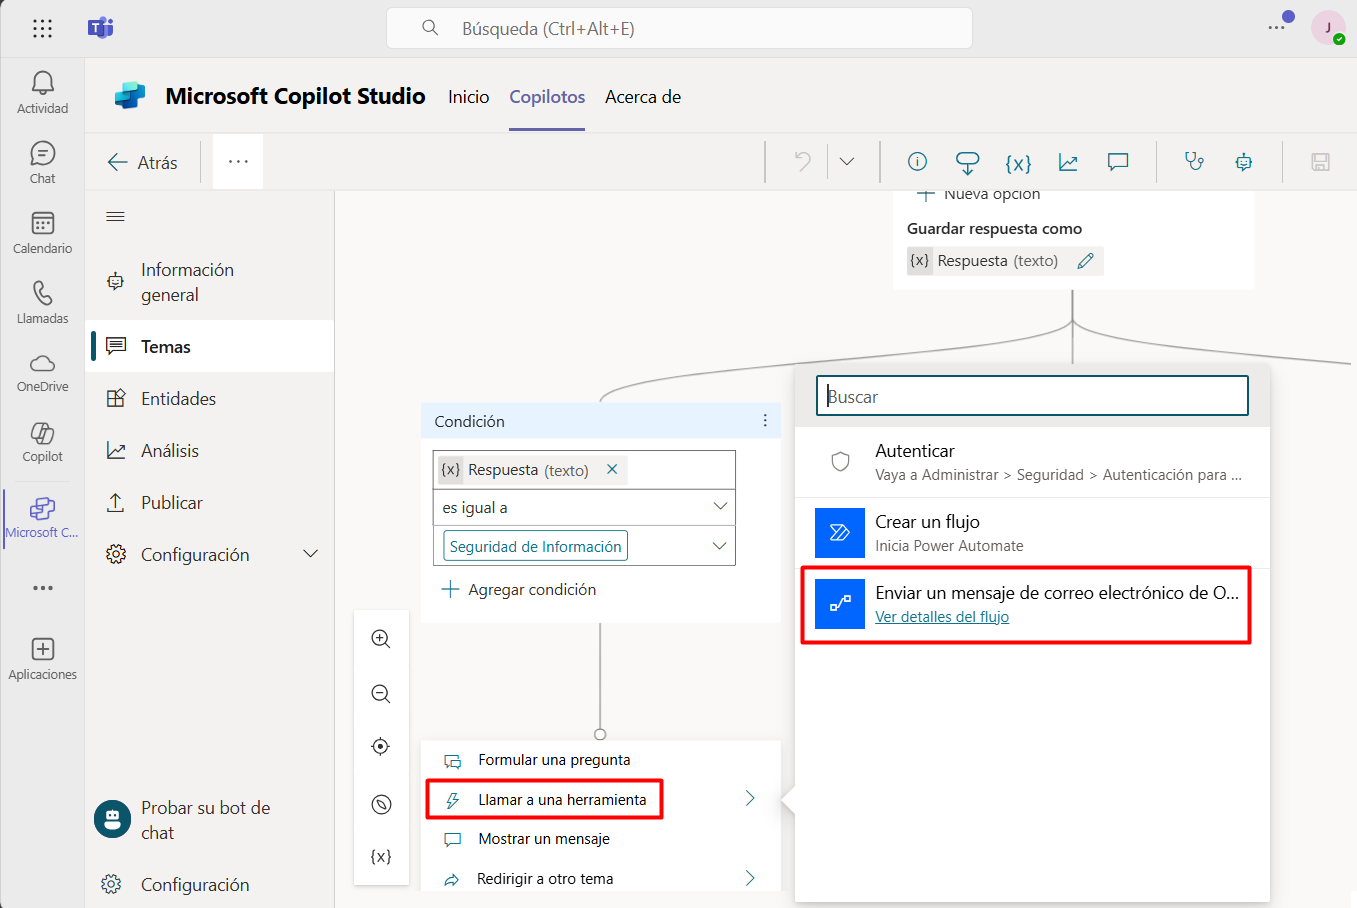 Búsqueda (Ctrl+Alt+E)
J
Actividad
Chat
Calendario
Llamadas
OneDrive
Copilot
Microsoft C...
Aplicaciones
Microsoft Copilot Studio
Inicio
Copilotos
Acerca de
Atrás
Información
general
Temas
Entidades
Análisis
Publicar
Configuración
Probar su bot de
chat
Configuración
Nueva opción
Guardar respuesta como
{x} Respuesta (texto)
Condición
{x} Respuesta (texto)
es igual a
Seguridad de Información
Agregar condición
{x}
Formular una pregunta
Llamar a una herramienta
Mostrar un mensaje
Redirigir a otro tema
Buscar
Autenticar
Vaya a Administrar > Seguridad > Autenticación para ...
Crear un flujo
Inicia Power Automate
Enviar un mensaje de correo electrónico de O...
Ver detalles del flujo